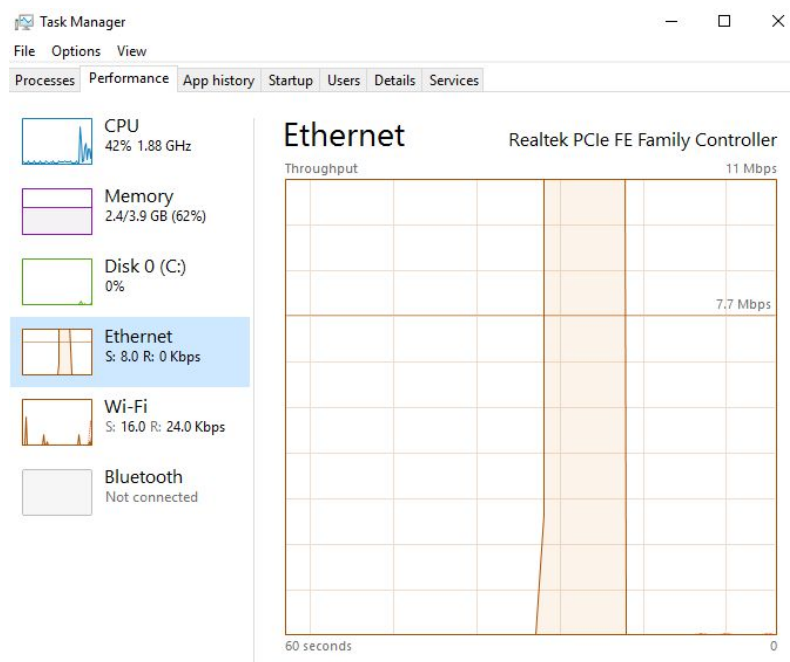 Task Manager
File Options View
Processes Performance App history Startup Users Details Services
CPU
42% 1.88 GHz
Memory
2.4/3.9 GB (62%)
Disk 0 (C:)
0%
Ethernet
S: 8.0 R: 0 Kbps
Wi-Fi
S: 16.0 R: 24.0 Kbps
Bluetooth
Not connected
Ethernet Realtek PCIe FE Family Controller
Throughput 11 Mbps
7.7 Mbps
60 seconds 0